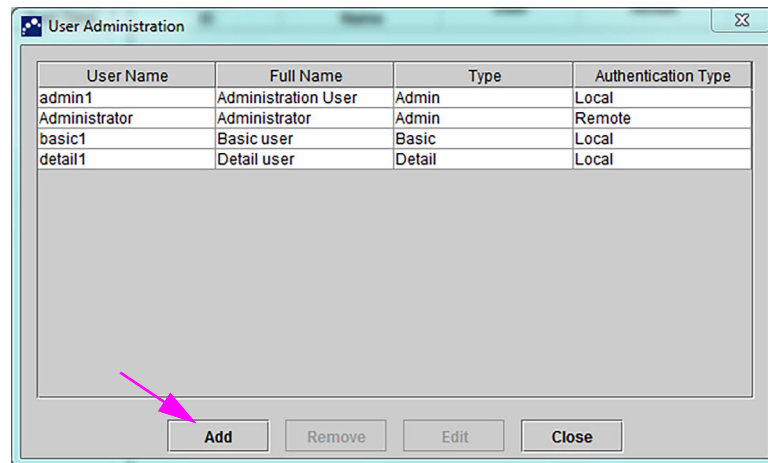 Name
User Administration
User Name Full Name Type Authentication Type
admin1 Administration User Admin Local
Administrator Administrator Admin Remote
basic1 Basic user Basic Local
detail1 Detail user Detail Local
Add Remove Edit Close